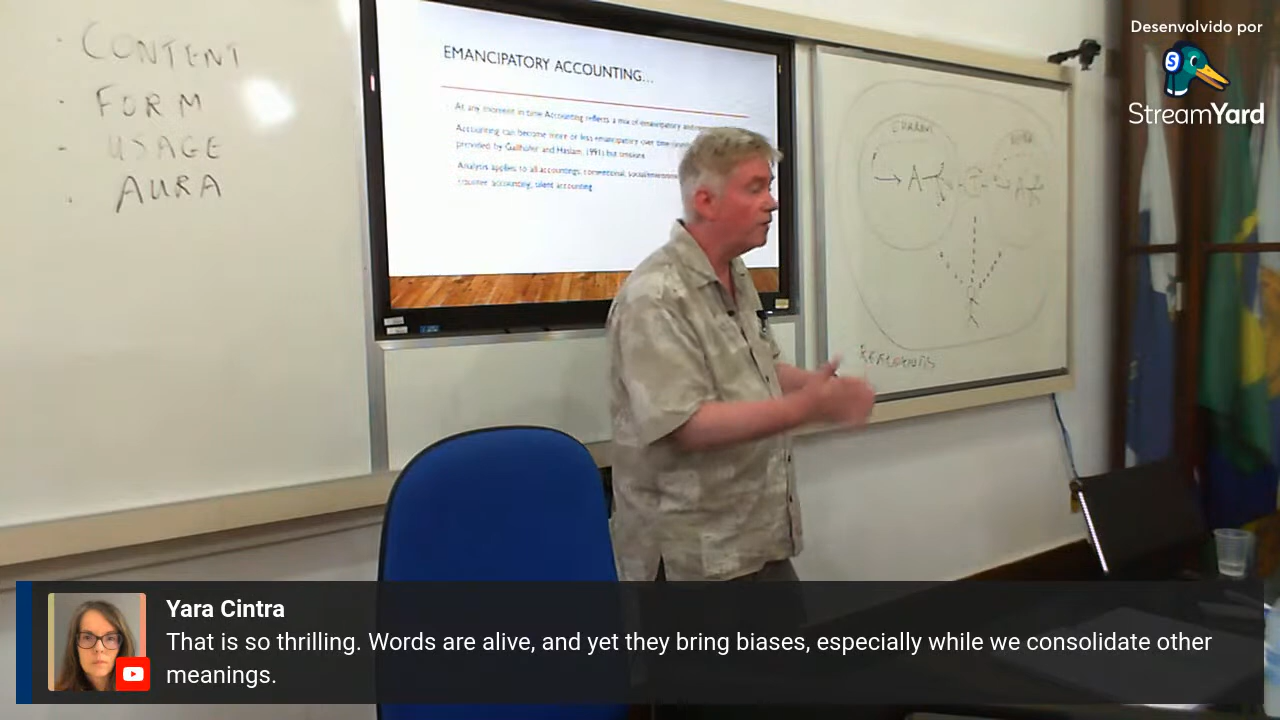 · CONTENT
· FORM
- USAGE
· AURA
EMANCIPATORY ACCOUNTING...
At any moment in time Accounting reflects a mix of emancipatory
Accounting can become more or less emancipatory over time
provided by Gallhofer and Haslam, 1991) but tensions
Analysis applies to all accountings, conventional,
counter accounting, silent accounting
A
A
Desenvolvido por
StreamYard
Yara Cintra
That is so thrilling. Words are alive, and yet they bring biases, especially while we consolidate other
meanings.